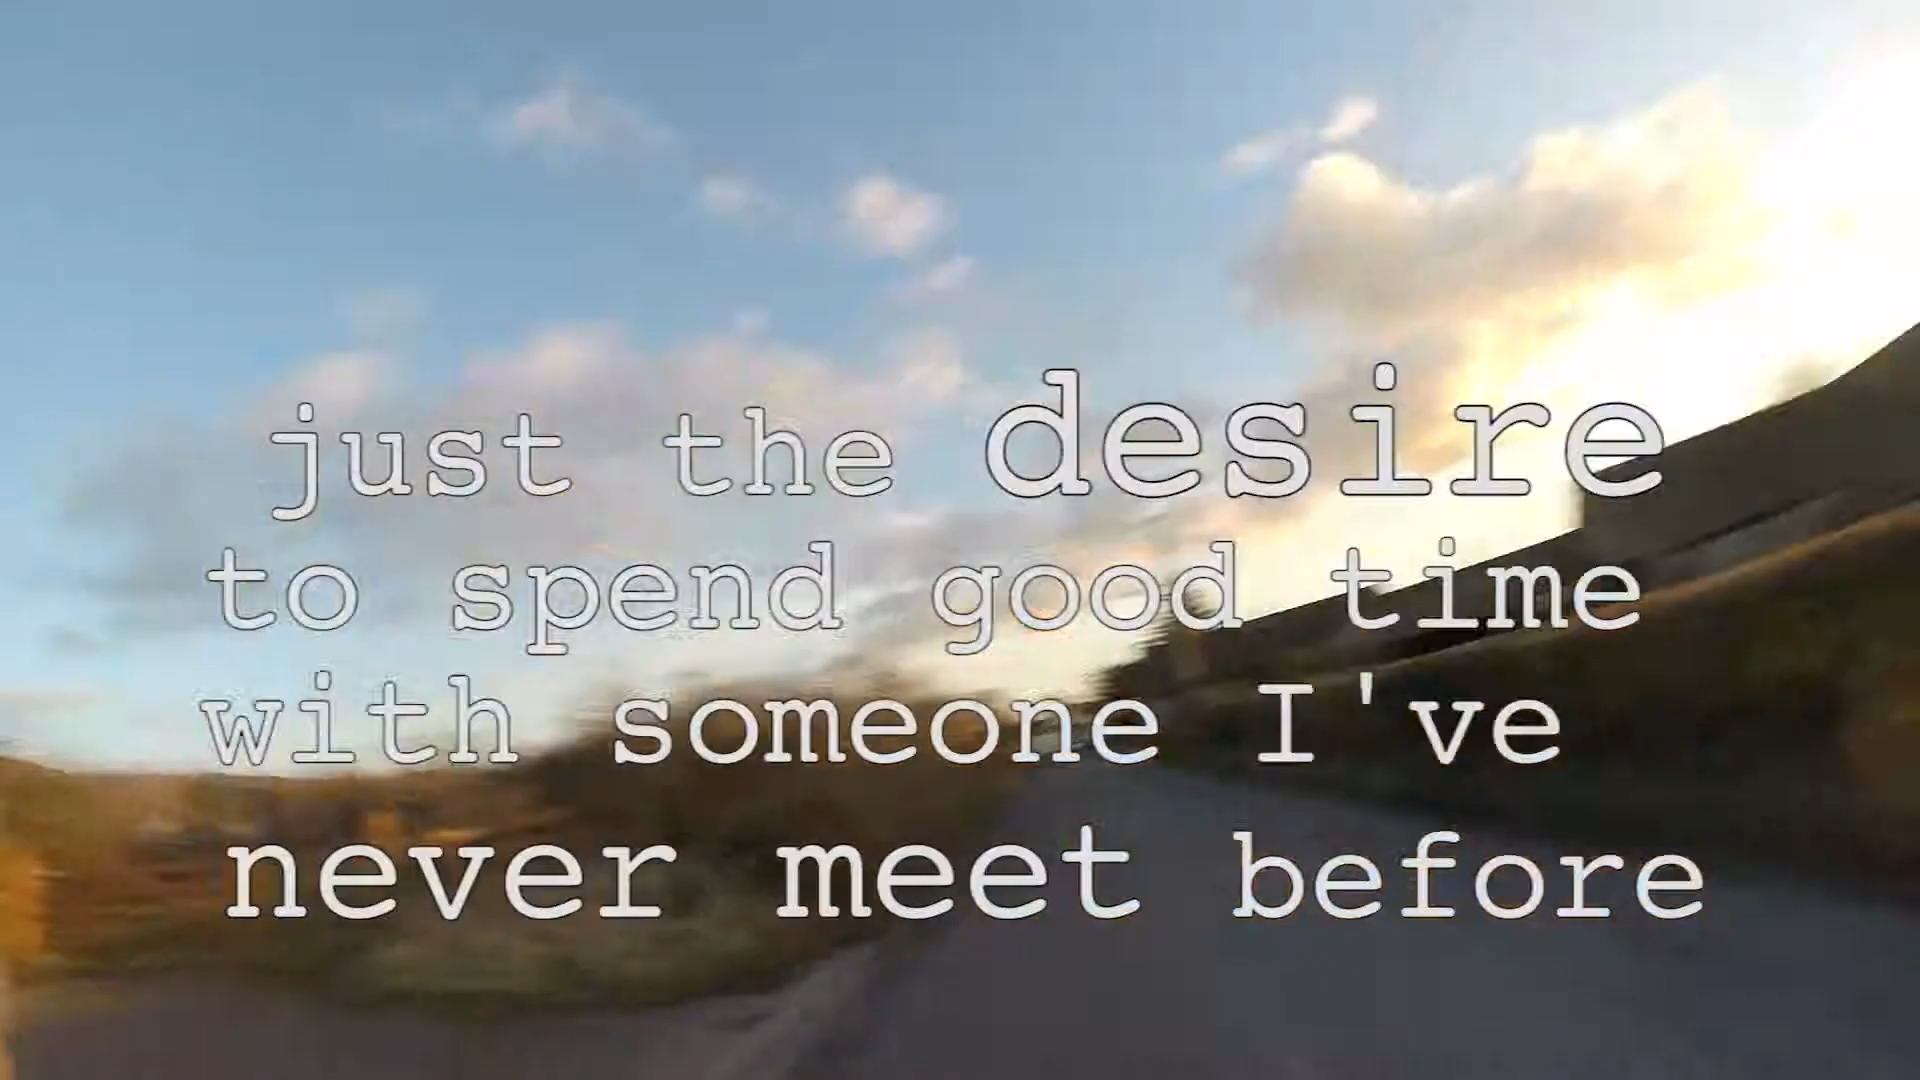 just the desire
to spend good time
with someone I've
never meet before